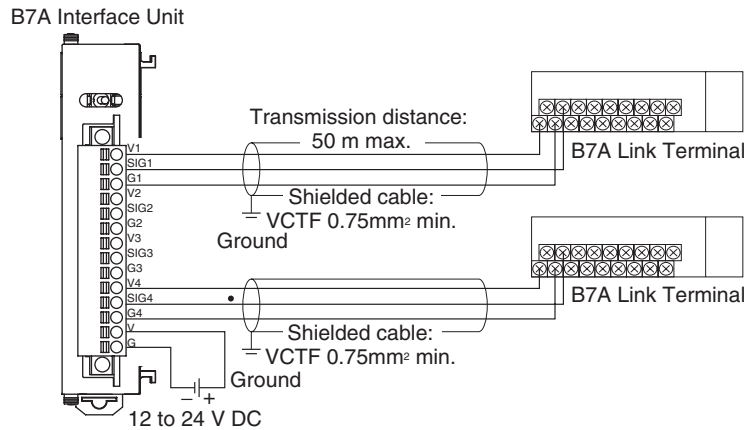 B7A Interface Unit
Transmission distance:
50 m max.
V1
SIG1
G1
V2
SIG2
G2
V3
SIG3
G3
V4
SIG4
G4
V
G
B7A Link Terminal
Shielded cable:
VCTF 0.75mm² min.
Ground
B7A Link Terminal
Shielded cable:
VCTF 0.75mm² min.
Ground
– +
12 to 24 V DC